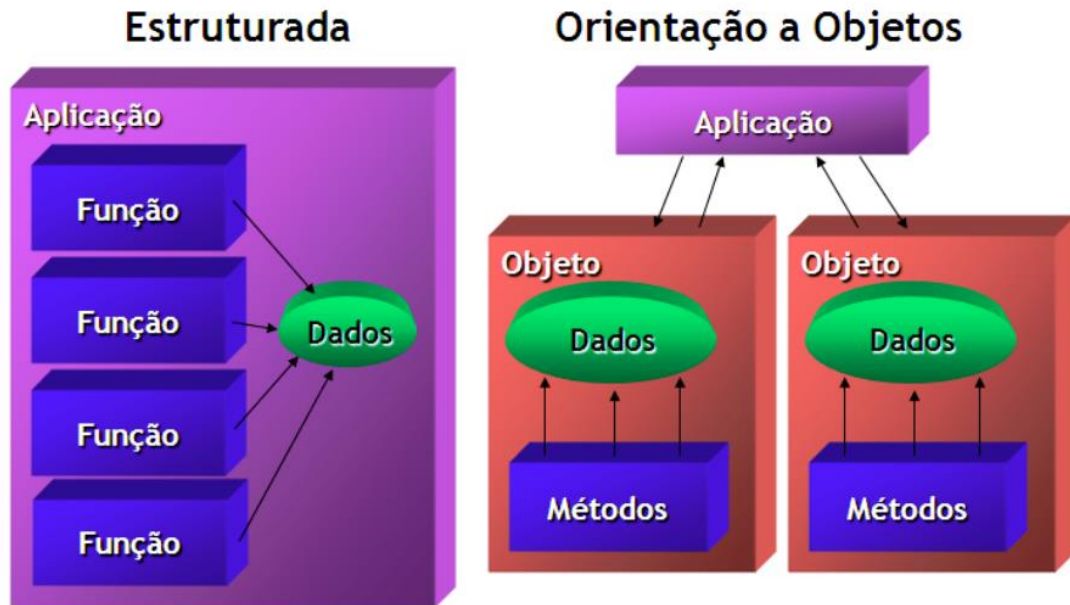 Estruturada
Aplicação
Função
Função
Função
Função
Dados
Orientação a Objetos
Aplicação
Objeto
Dados
Métodos
Objeto
Dados
Métodos